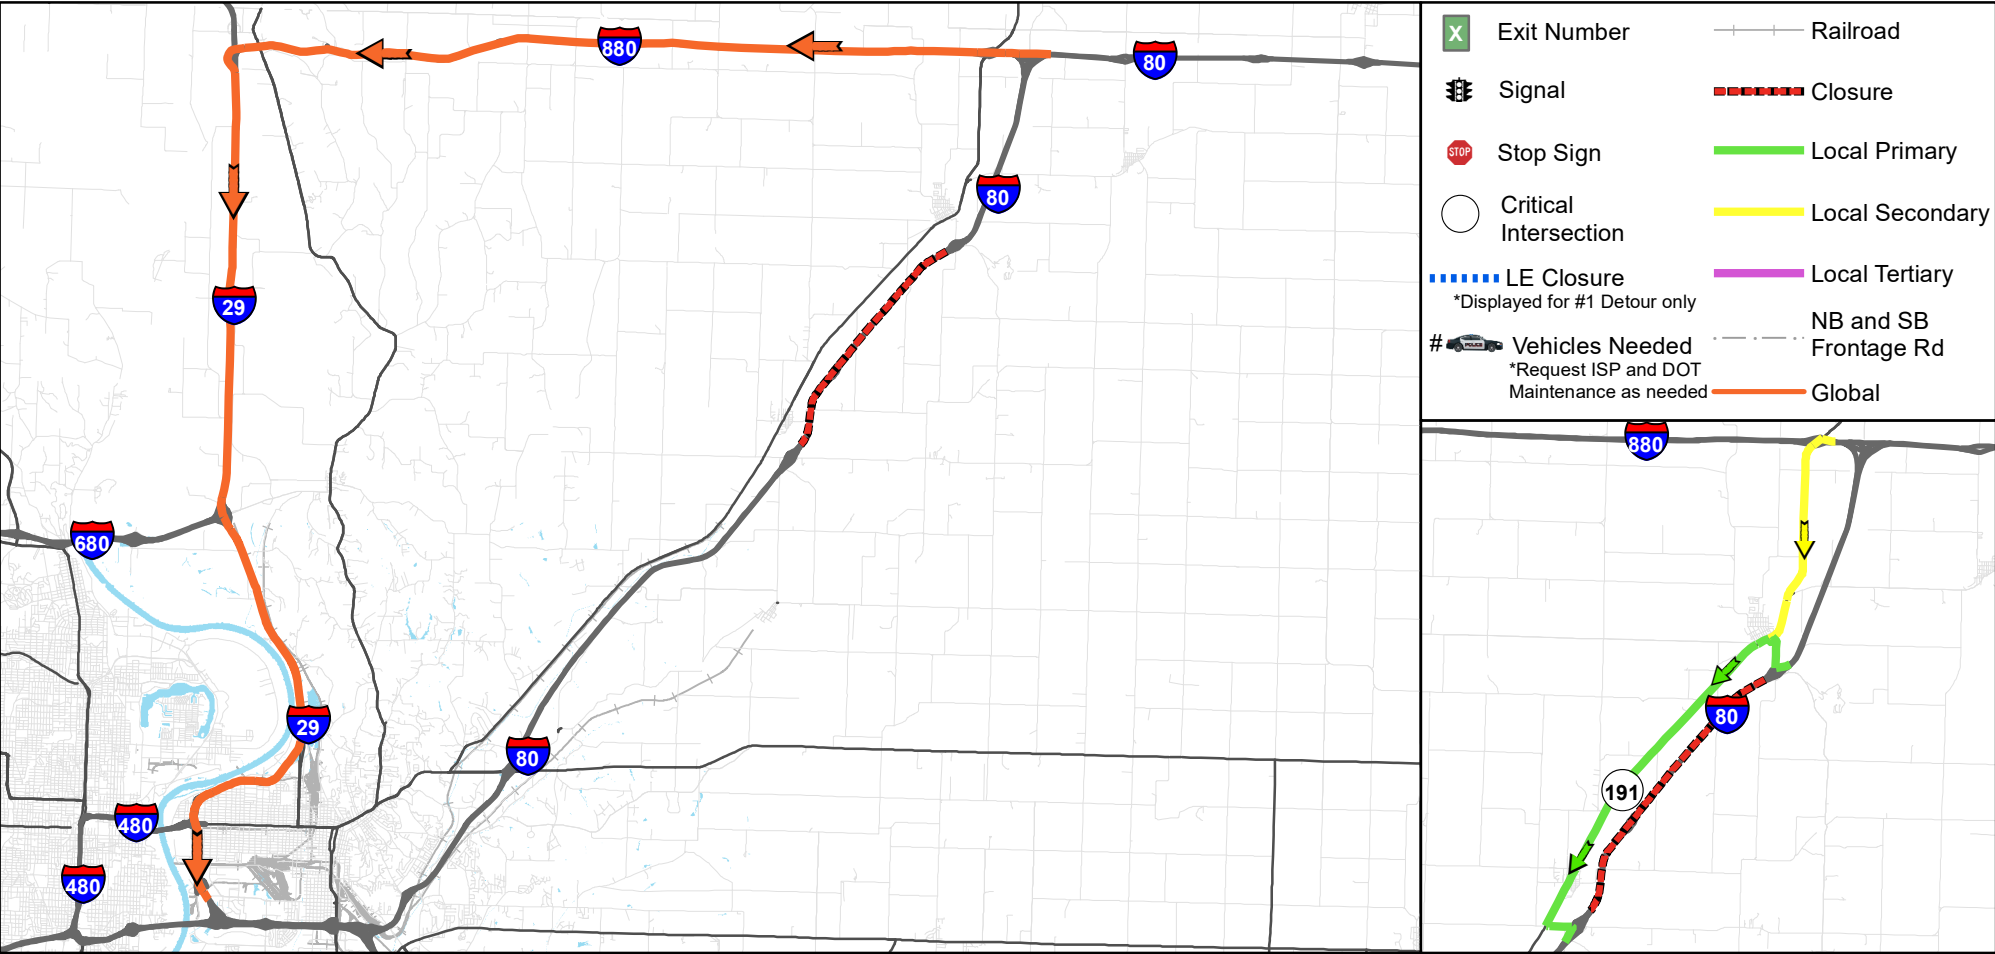 880
80
80
29
680
29
80
480
480
X Exit Number
Railroad
Signal
Closure
STOP Stop Sign
Local Primary
Critical
Intersection
Local Secondary
LE Closure
*Displayed for #1 Detour only
Local Tertiary
# POLICE Vehicles Needed
*Request ISP and DOT
Maintenance as needed
NB and SB
Frontage Rd
Global
880
80
191